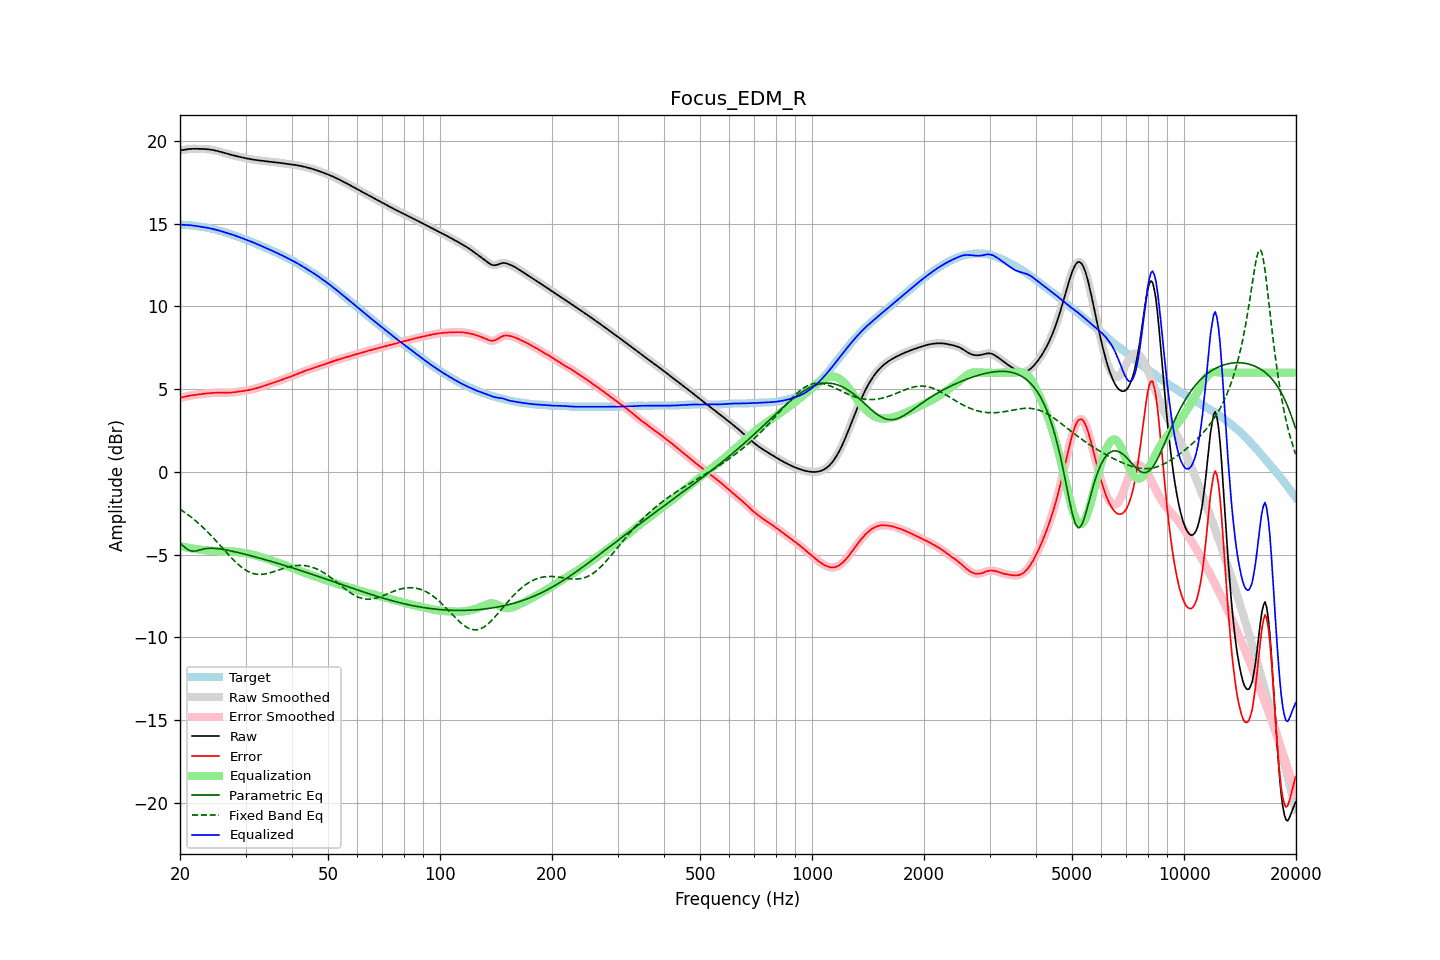 Focus_EDM_R
Amplitude (dBr)
20
15
10
5
0
−5
−10
−15
−20
Target
Raw Smoothed
Error Smoothed
Raw
Error
Equalization
Parametric Eq
Fixed Band Eq
Equalized
20 50 100 200 500 1000 2000 5000 10000 20000
Frequency (Hz)